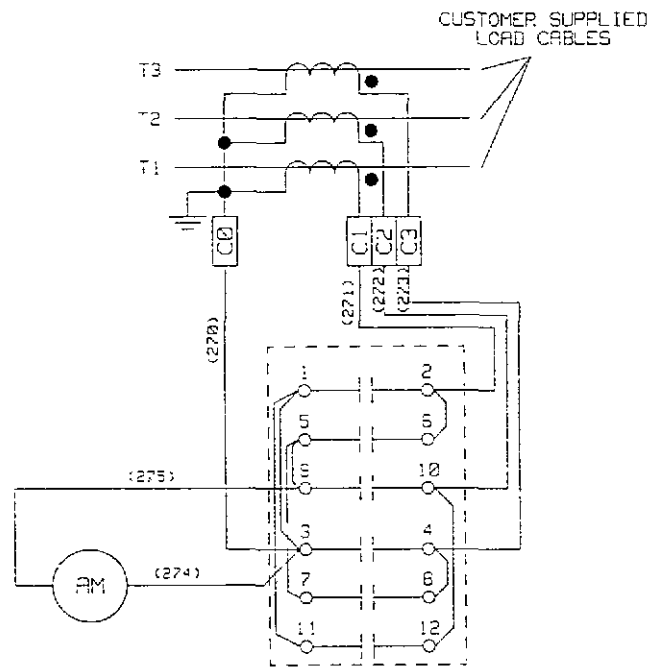 CUSTOMER SUPPLIED
LOAD CABLES
T3
T2
T1
C0
C1
C2
C3
(270)
(271)
(272)
(273)
1
2
5
6
(275)
9
10
3
4
AM
(274)
7
8
11
12